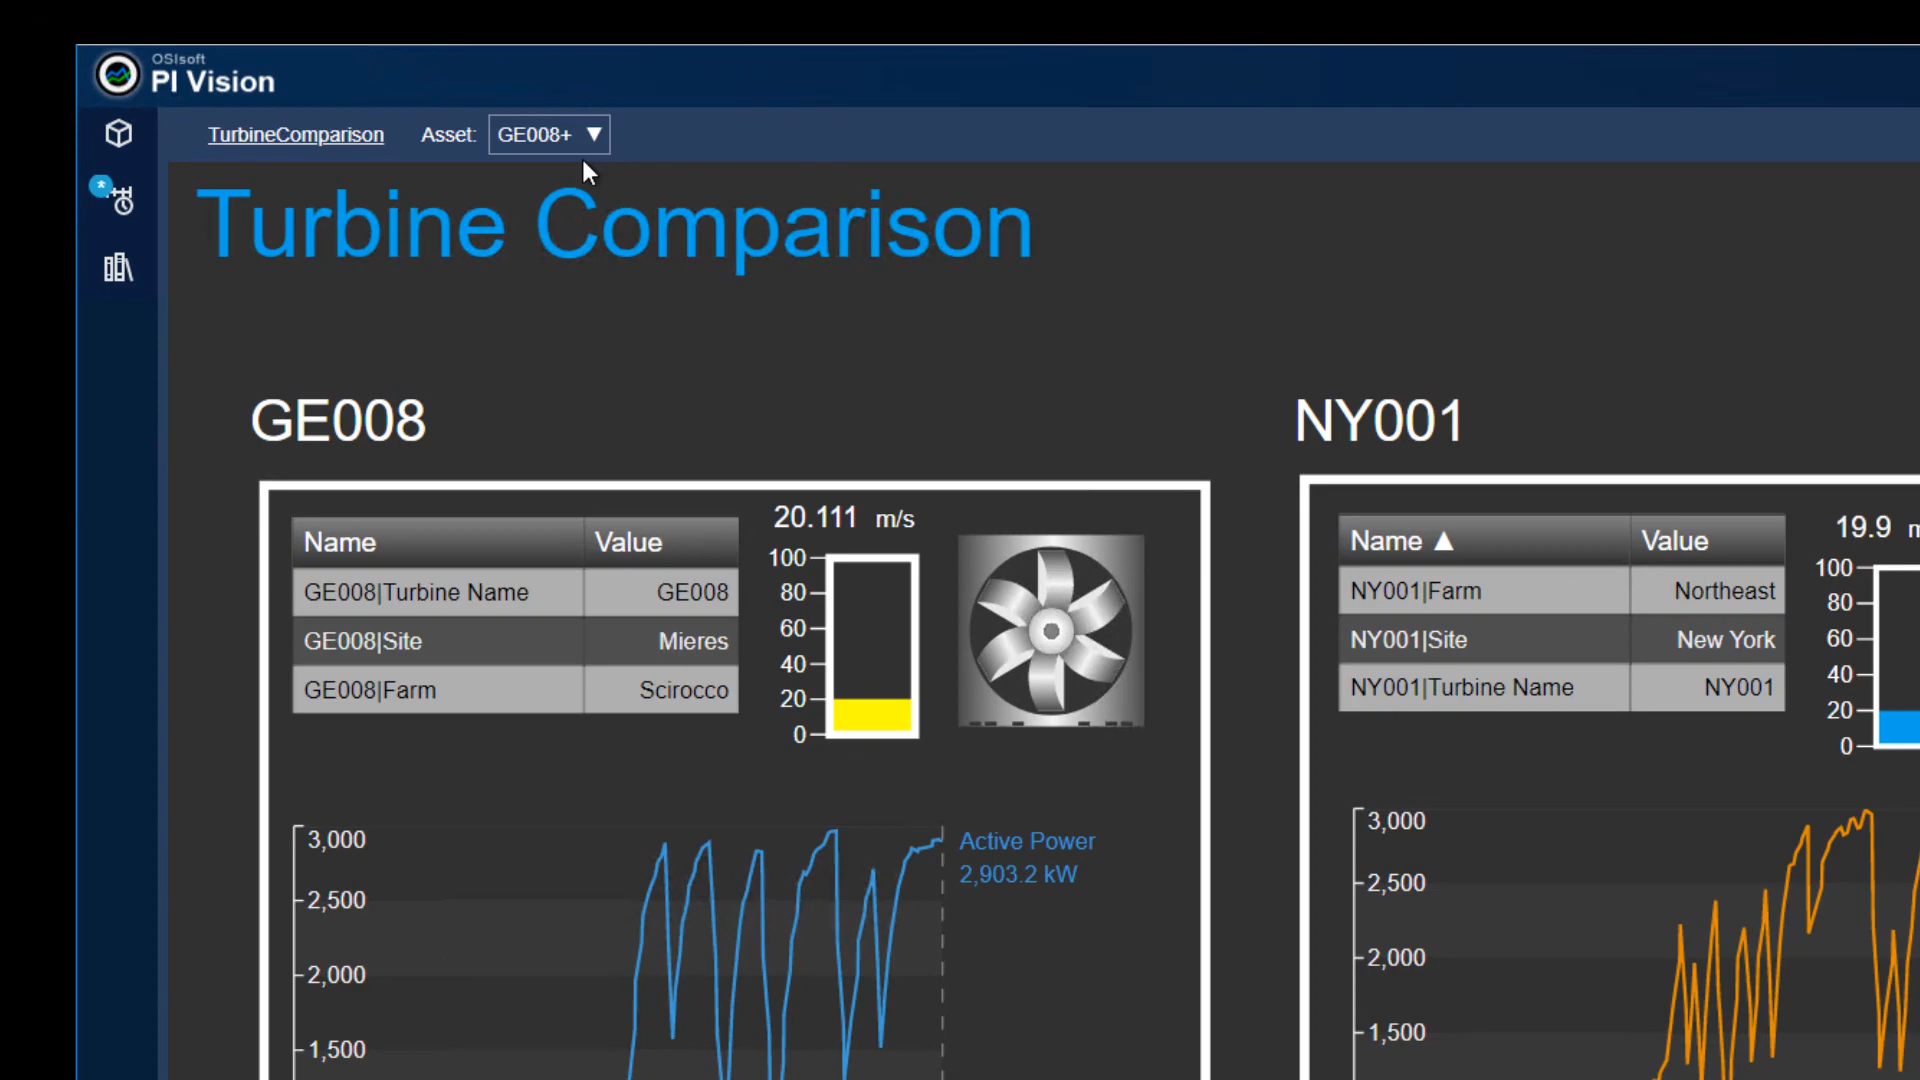 OSIsoft
PI Vision
TurbineComparison Asset: GE008+ ▼
*
Turbine Comparison
GE008
Name Value
GE008|Turbine Name GE008
GE008|Site Mieres
GE008|Farm Scirocco
20.111 m/s
100
80
60
40
20
0
3,000
2,500
2,000
1,500
Active Power
2,903.2 kW
NY001
Name ▲ Value
NY001|Farm Northeast
NY001|Site New York
NY001|Turbine Name NY001
19.9
100
80
60
40
20
0
3,000
2,500
2,000
1,500